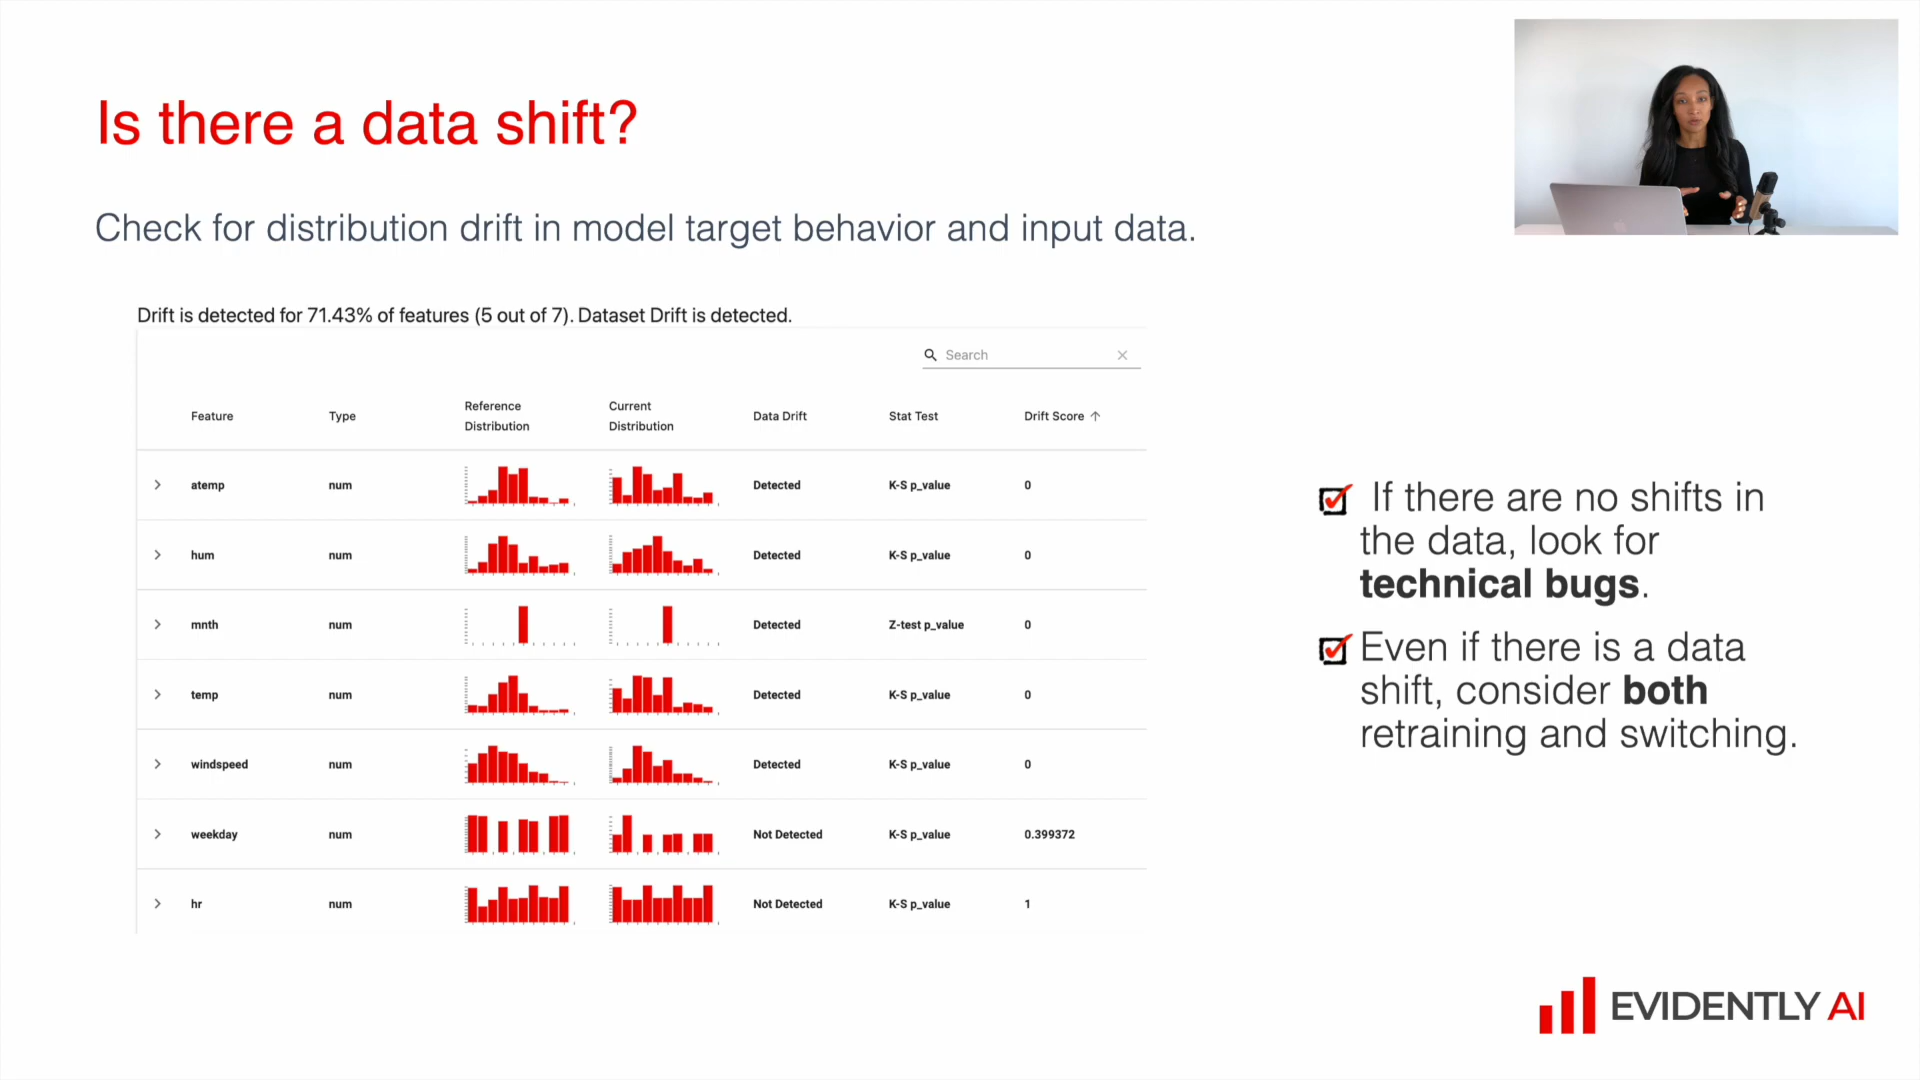 Is there a data shift?
Check for distribution drift in model target behavior and input data.
Drift is detected for 71.43% of features (5 out of 7). Dataset Drift is detected.
Search
Feature Type Reference Distribution Current Distribution Data Drift Stat Test Drift Score
atemp num Detected K-S p_value 0
hum num Detected K-S p_value 0
mnth num Detected Z-test p_value 0
temp num Detected K-S p_value 0
windspeed num Detected K-S p_value 0
weekday num Not Detected K-S p_value 0.399372
hr num Not Detected K-S p_value 1
If there are no shifts in
the data, look for
technical bugs.
Even if there is a data
shift, consider both
retraining and switching.
EVIDENTLY AI